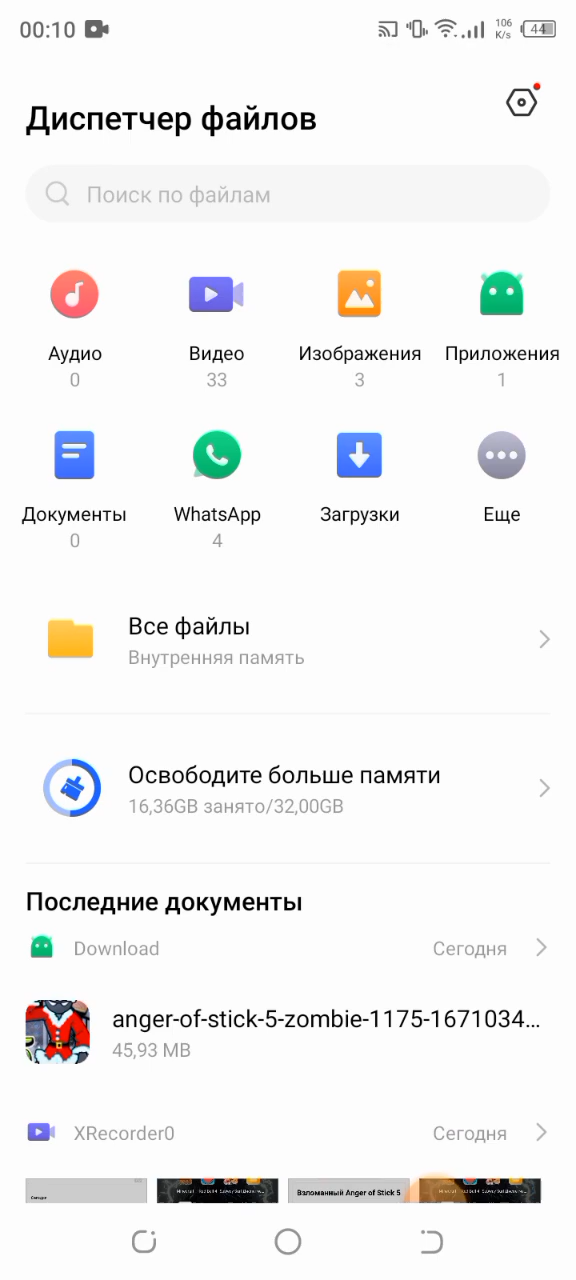 00:10
106
K/s
44
Диспетчер файлов
Поиск по файлам
Аудио
Видео
Изображения
Приложения
0
33
3
1
Документы
WhatsApp
Загрузки
Еще
0
4
Все файлы
Внутренняя память
Освободите больше памяти
16,36GB занято/32,00GB
Последние документы
Download
Сегодня
anger-of-stick-5-zombie-1175-1671034...
45,93 MB
XRecorder0
Сегодня
Взломанный Anger of Stick 5